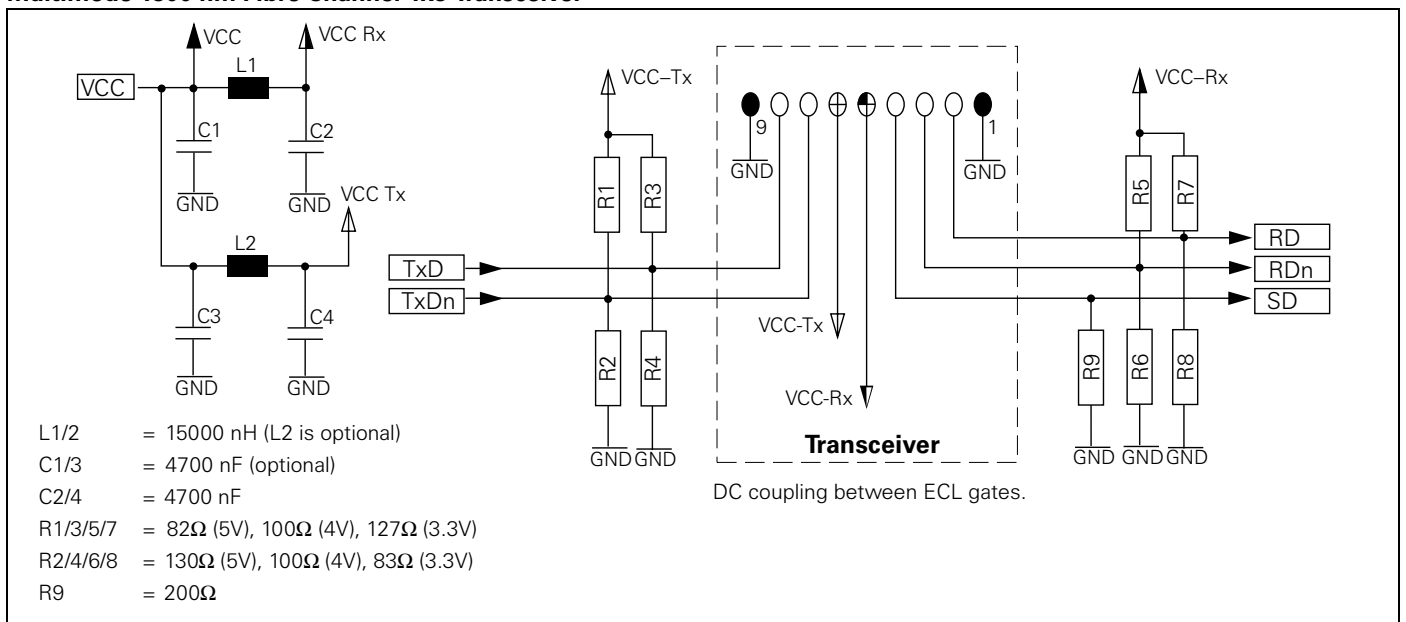 VCC
VCC
L1
VCC Rx
C1
C2
GND
GND
VCC Tx
L2
C3
C4
GND
GND
VCC–Tx
R1
R3
TxD
TxDn
R2
R4
GND
GND
9
1
GND
GND
VCC-Tx
VCC-Rx
Transceiver
DC coupling between ECL gates.
VCC–Rx
R5
R7
RD
RDn
SD
R9
R6
R8
GND
GND
GND
L1/2 = 15000 nH (L2 is optional)
C1/3 = 4700 nF (optional)
C2/4 = 4700 nF
R1/3/5/7 = 82Ω (5V), 100Ω (4V), 127Ω (3.3V)
R2/4/6/8 = 130Ω (5V), 100Ω (4V), 83Ω (3.3V)
R9 = 200Ω